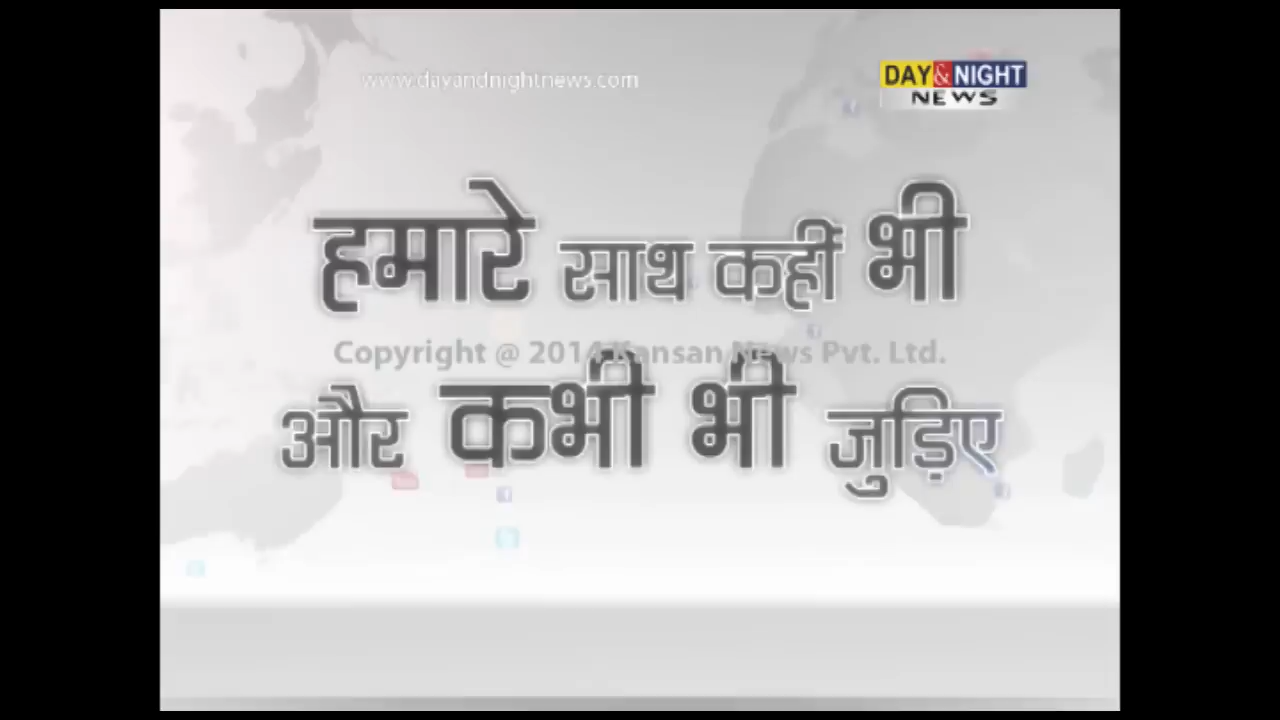 www.dayandnightnews.com
DAY&NIGHT
NEWS
हमारे साथ कहीं भी
Copyright @ 2014 Kansan News Pvt. Ltd.
और कभी भी जुड़िए